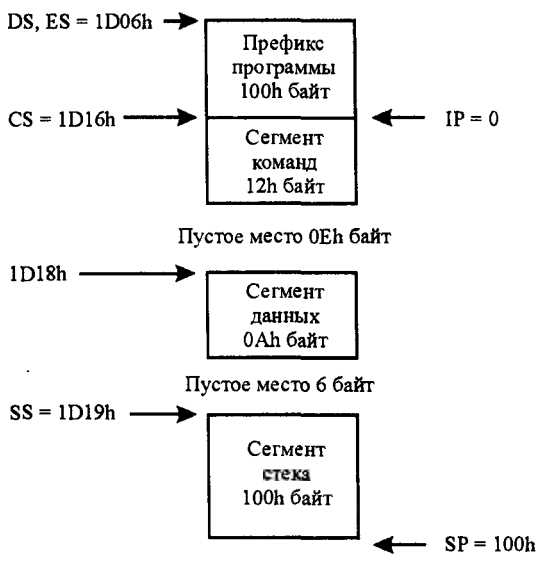 DS, ES = 1D06h
Префикс
программы
100h байт
CS = 1D16h
IP = 0
Сегмент
команд
12h байт
Пустое место 0Eh байт
1D18h
Сегмент
данных
0Ah байт
Пустое место 6 байт
SS = 1D19h
Сегмент
стека
100h байт
SP = 100h